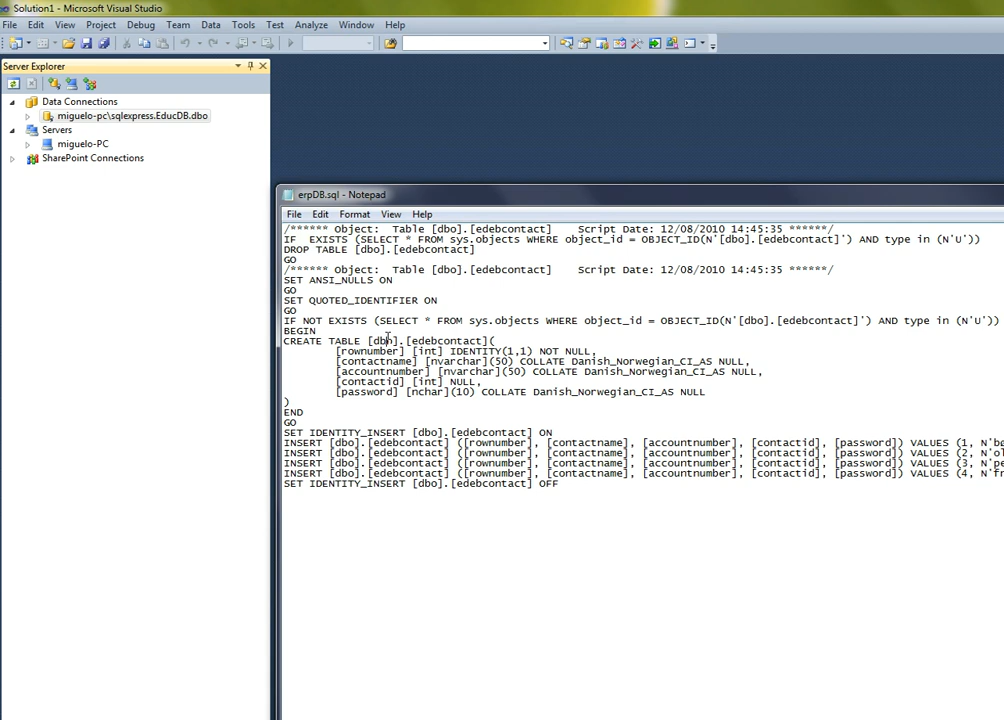 Solution1 - Microsoft Visual Studio
File Edit View Project Debug Team Data Tools Test Analyze Window Help
Server Explorer
Data Connections
miguelo-pc\sqlexpress.EducDB.dbo
Servers
miguelo-PC
SharePoint Connections
erpDB.sql - Notepad
File Edit Format View Help
/****** Object:  Table [dbo].[edebcontact]    Script Date: 12/08/2010 14:45:35 ******/
IF  EXISTS (SELECT * FROM sys.objects WHERE object_id = OBJECT_ID(N'[dbo].[edebcontact]') AND type in (N'U'))
DROP TABLE [dbo].[edebcontact]
GO
/****** Object:  Table [dbo].[edebcontact]    Script Date: 12/08/2010 14:45:35 ******/
SET ANSI_NULLS ON
GO
SET QUOTED_IDENTIFIER ON
GO
IF NOT EXISTS (SELECT * FROM sys.objects WHERE object_id = OBJECT_ID(N'[dbo].[edebcontact]') AND type in (N'U'))
BEGIN
CREATE TABLE [dbo].[edebcontact](
[rownumber] [int] IDENTITY(1,1) NOT NULL,
[contactname] [nvarchar](50) COLLATE Danish_Norwegian_CI_AS NULL,
[accountnumber] [nvarchar](50) COLLATE Danish_Norwegian_CI_AS NULL,
[contactid] [int] NULL,
[password] [nchar](10) COLLATE Danish_Norwegian_CI_AS NULL
)
END
GO
SET IDENTITY_INSERT [dbo].[edebcontact] ON
INSERT [dbo].[edebcontact] ([rownumber], [contactname], [accountnumber], [contactid], [password]) VALUES (1, N'bø
INSERT [dbo].[edebcontact] ([rownumber], [contactname], [accountnumber], [contactid], [password]) VALUES (2, N'ol
INSERT [dbo].[edebcontact] ([rownumber], [contactname], [accountnumber], [contactid], [password]) VALUES (3, N'pe
INSERT [dbo].[edebcontact] ([rownumber], [contactname], [accountnumber], [contactid], [password]) VALUES (4, N'fr
SET IDENTITY_INSERT [dbo].[edebcontact] OFF